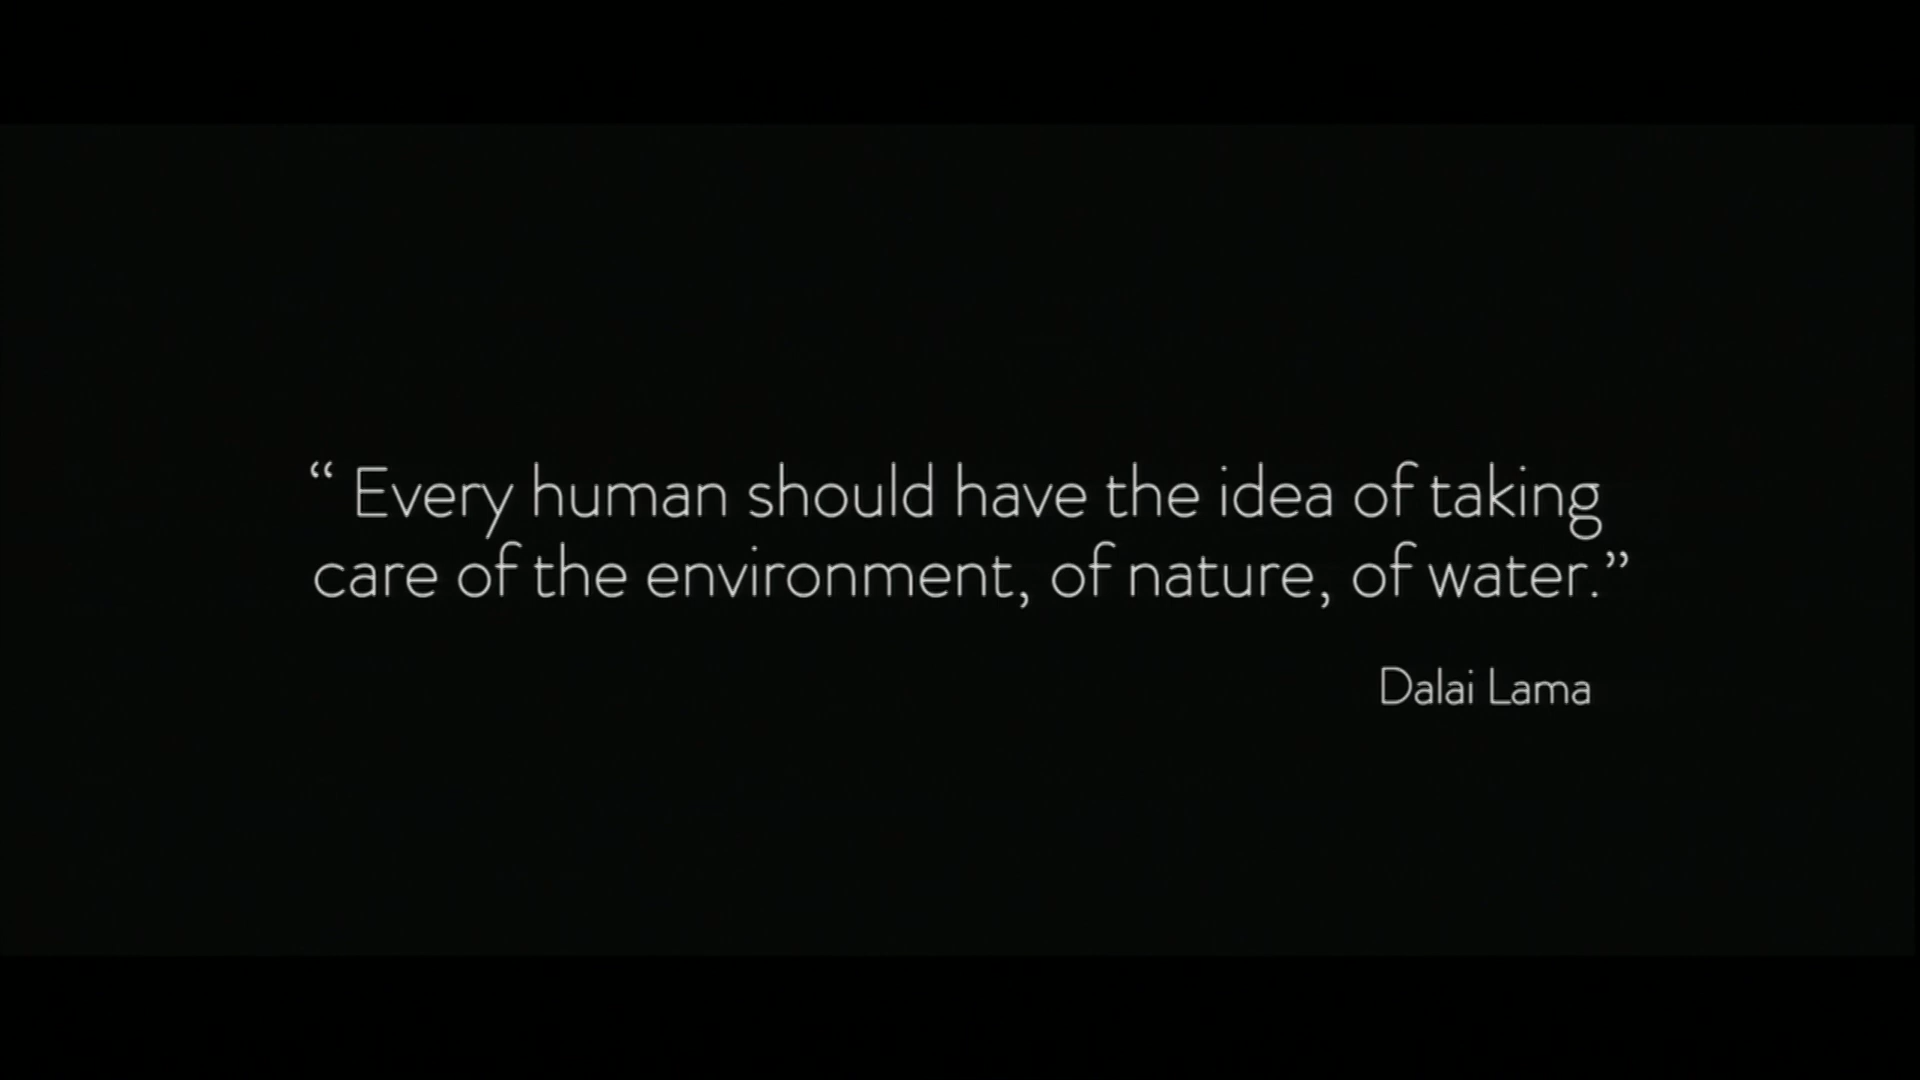 “ Every human should have the idea of taking
care of the environment, of nature, of water.”
Dalai Lama